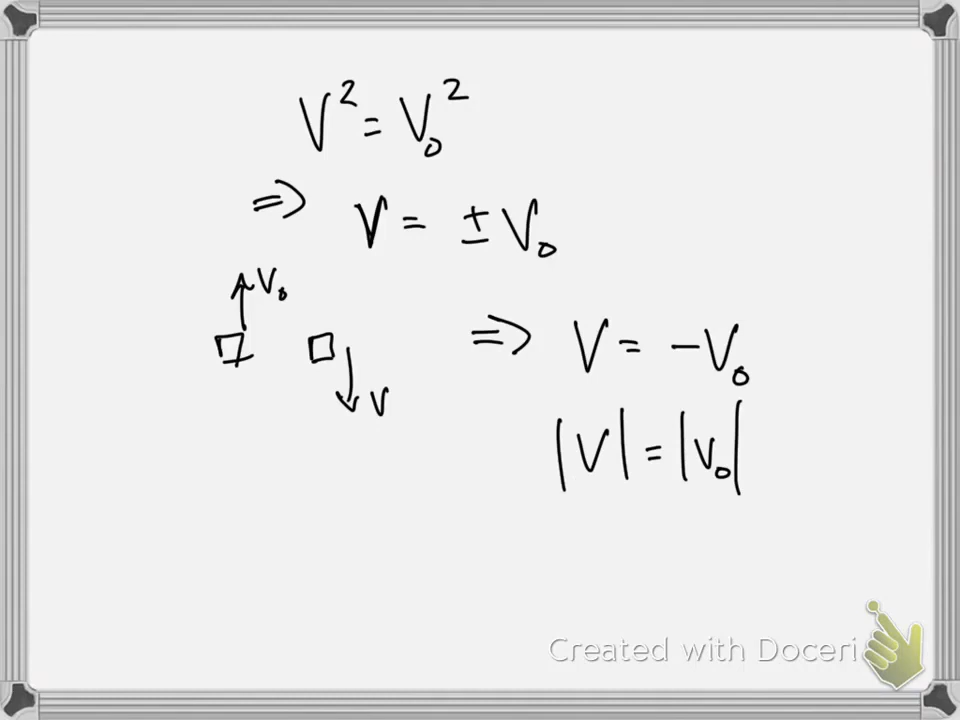 V² = V₀²
⇒ V = ± V₀
V₀
V
⇒ V = −V₀
|V| = |V₀|
Created with Doceri